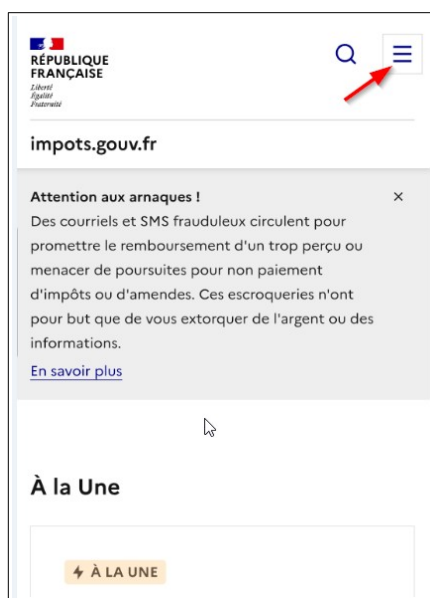 RÉPUBLIQUE
FRANÇAISE
Liberté
Égalité
Fraternité
impots.gouv.fr
Attention aux arnaques !
Des courriels et SMS frauduleux circulent pour
promettre le remboursement d'un trop perçu ou
menacer de poursuites pour non paiement
d'impôts ou d'amendes. Ces escroqueries n'ont
pour but que de vous extorquer de l'argent ou des
informations.
En savoir plus
À la Une
À LA UNE